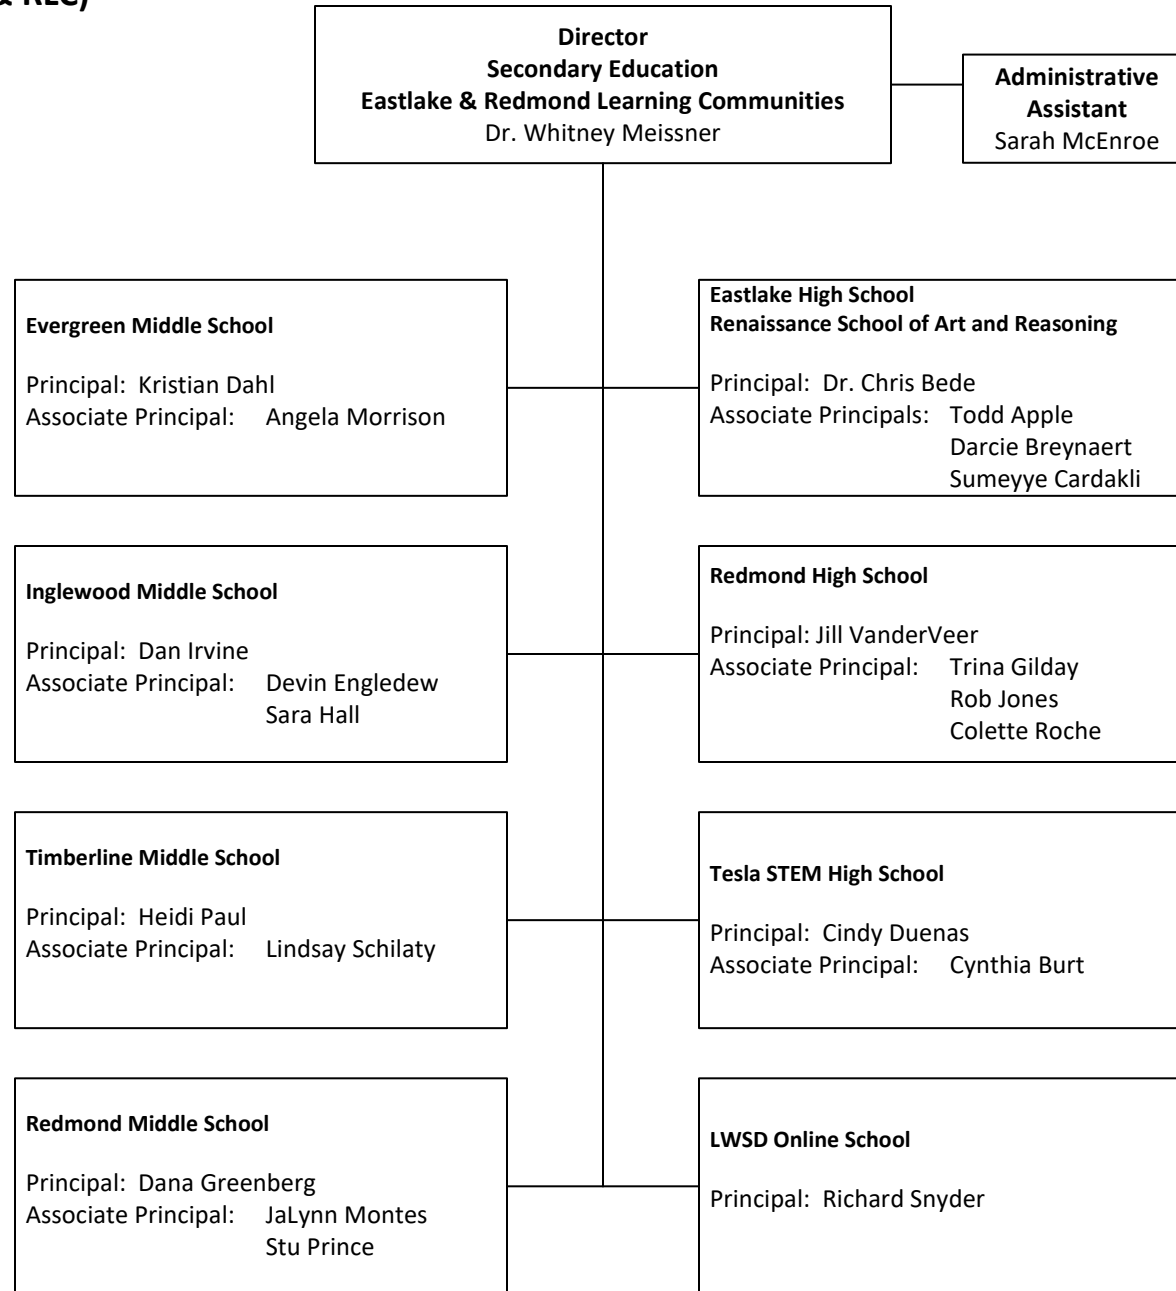 & RLC)
Director
Secondary Education
Eastlake & Redmond Learning Communities
Dr. Whitney Meissner
Administrative
Assistant
Sarah McEnroe
Evergreen Middle School
Principal: Kristian Dahl
Associate Principal: Angela Morrison
Eastlake High School
Renaissance School of Art and Reasoning
Principal: Dr. Chris Bede
Associate Principals: Todd Apple
Darcie Breynaert
Sumeyye Cardakli
Inglewood Middle School
Principal: Dan Irvine
Associate Principal: Devin Engledew
Sara Hall
Redmond High School
Principal: Jill VanderVeer
Associate Principal: Trina Gilday
Rob Jones
Colette Roche
Timberline Middle School
Principal: Heidi Paul
Associate Principal: Lindsay Schilaty
Tesla STEM High School
Principal: Cindy Duenas
Associate Principal: Cynthia Burt
Redmond Middle School
Principal: Dana Greenberg
Associate Principal: JaLynn Montes
Stu Prince
LWSD Online School
Principal: Richard Snyder